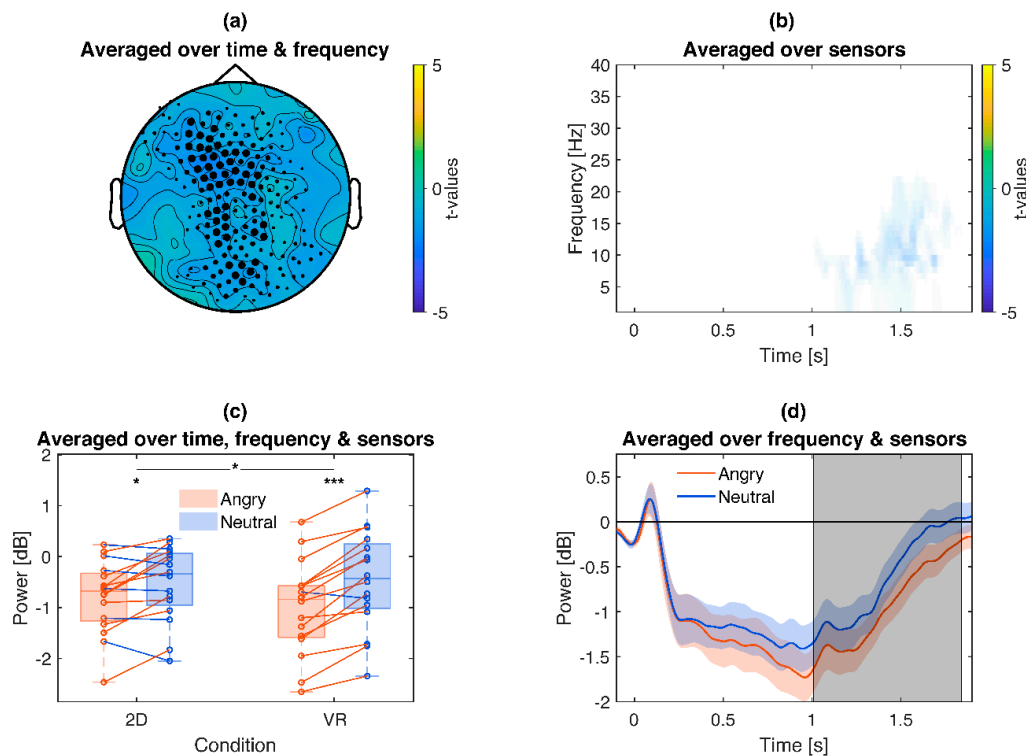 (a)
Averaged over time & frequency
5
0
-5
t-values
(b)
Averaged over sensors
40
35
30
25
20
15
10
5
Frequency [Hz]
0
0.5
1
1.5
Time [s]
5
0
-5
t-values
(c)
Averaged over time, frequency & sensors
2
1
0
-1
-2
Power [dB]
*
*
***
Angry
Neutral
2D
VR
Condition
(d)
Averaged over frequency & sensors
0.5
0
-0.5
-1
-1.5
-2
Power [dB]
Angry
Neutral
0
0.5
1
1.5
Time [s]